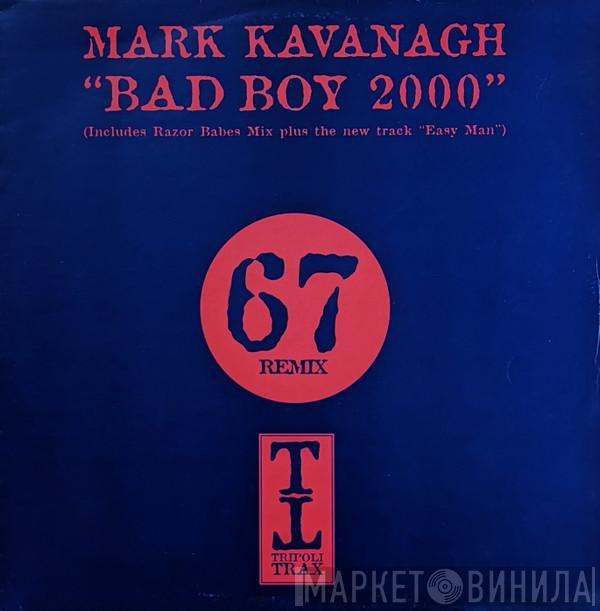 MARK KAVANAGH
“BAD BOY 2000”
(Includes Razor Babes Mix plus the new track “Easy Man”)
67
REMIX
T
T
TRIPOLI
TRAX
МАРКЕТ ВИНИЛА